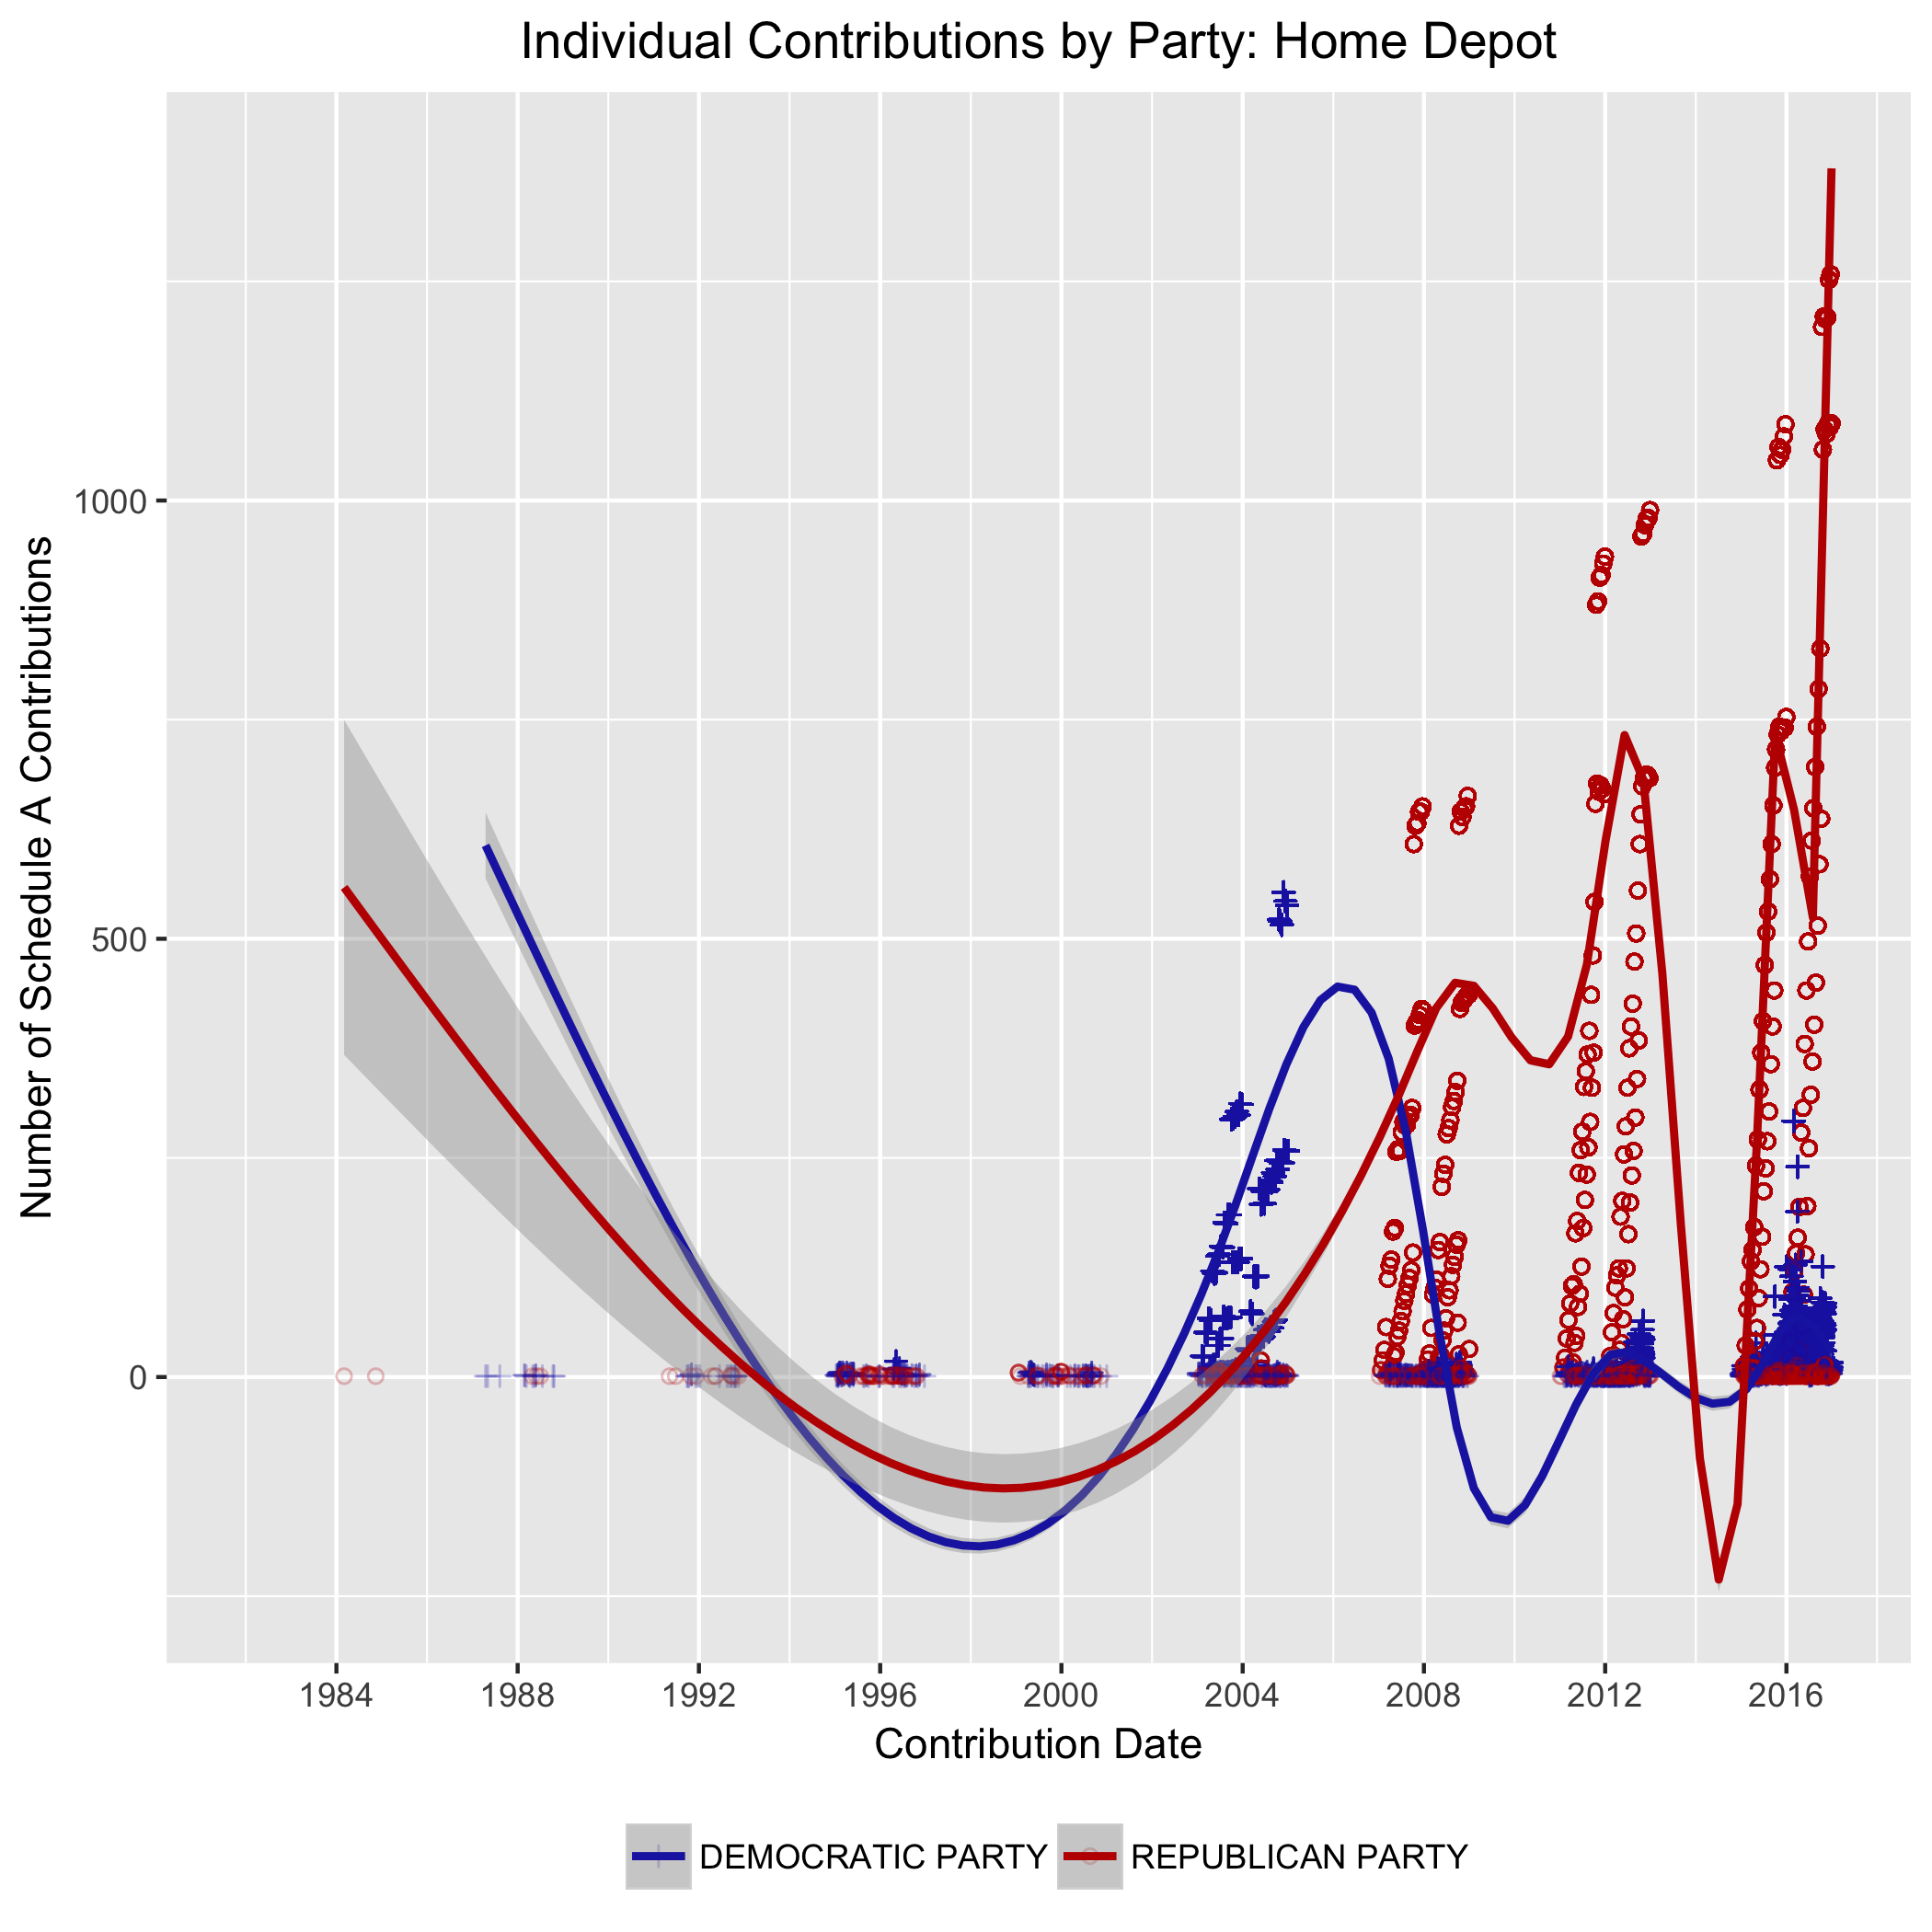 Individual Contributions by Party: Home Depot
Number of Schedule A Contributions
1000
500
0
1984 1988 1992 1996 2000 2004 2008 2012 2016
Contribution Date
DEMOCRATIC PARTY REPUBLICAN PARTY